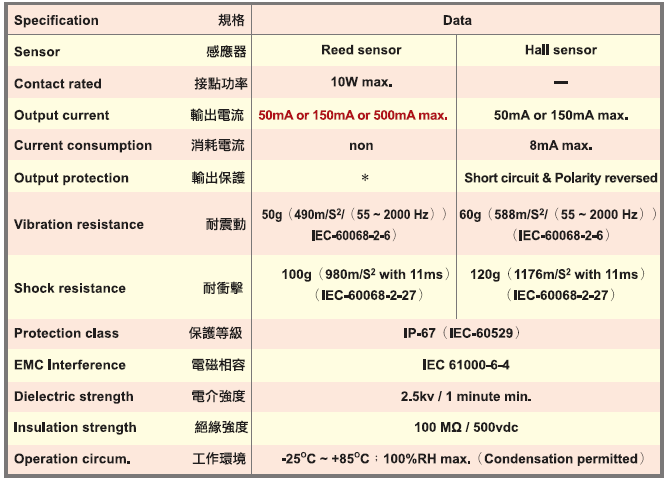 Specification 規格 Data
Sensor 感應器 Reed sensor Hall sensor
Contact rated 接點功率 10W max. —
Output current 輸出電流 50mA or 150mA or 500mA max. 50mA or 150mA max.
Current consumption 消耗電流 non 8mA max.
Output protection 輸出保護 * Short circuit & Polarity reversed
Vibration resistance 耐震動 50g（490m/S²/（55 ~ 2000 Hz）） 60g（588m/S²/（55 ~ 2000 Hz））
IEC-60068-2-6） （IEC-60068-2-6）
Shock resistance 耐衝擊 100g（980m/S² with 11ms） 120g（1176m/S² with 11ms）
（IEC-60068-2-27） （IEC-60068-2-27）
Protection class 保護等級 IP-67（IEC-60529）
EMC Interference 電磁相容 IEC 61000-6-4
Dielectric strength 電介強度 2.5kv / 1 minute min.
Insulation strength 絕緣強度 100 MΩ / 500vdc
Operation circum. 工作環境 -25°C ~ +85°C：100%RH max.（Condensation permitted）